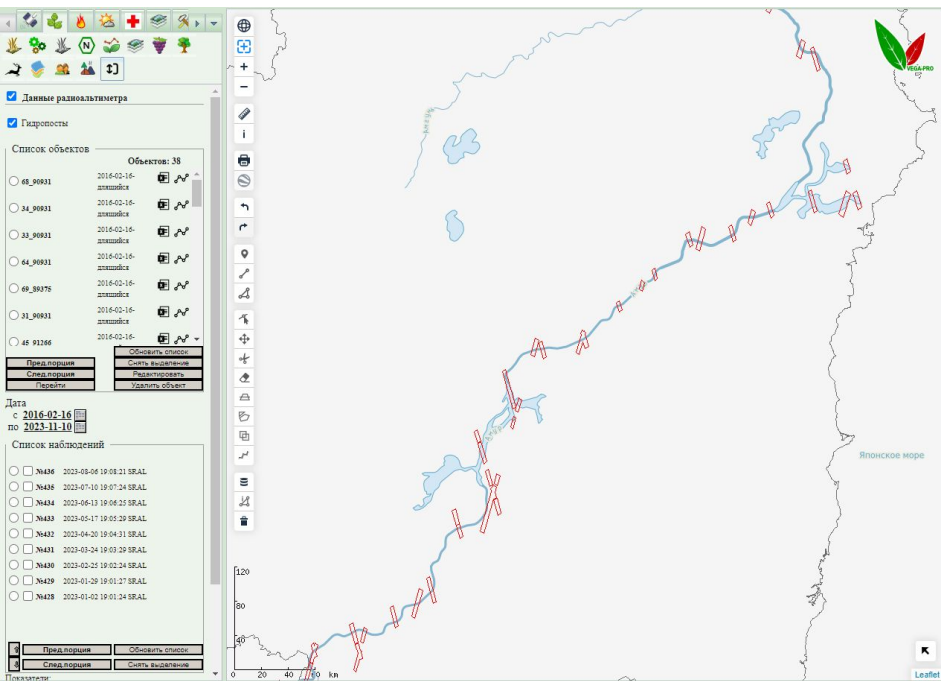 Данные радиоальтиметра
Гидропосты
Список объектов
Объектов: 38
68_90931 2016-02-16-
длящийся
34_90931 2016-02-16-
длящийся
33_90931 2016-02-16-
длящийся
64_90931 2016-02-16-
длящийся
69_89376 2016-02-16-
длящийся
31_90931 2016-02-16-
длящийся
45_91266 2016-02-16-
Обновить список
Пред.порция Снять выделение
След.порция Редактировать
Перейти Удалить объект
Дата
с 2016-02-16
по 2023-11-10
Список наблюдений
№436 2023-08-06 19:08:21 SRAL
№435 2023-07-10 19:07:24 SRAL
№434 2023-06-13 19:06:25 SRAL
№433 2023-05-17 19:05:29 SRAL
№432 2023-04-20 19:04:31 SRAL
№431 2023-03-24 19:03:29 SRAL
№430 2023-02-25 19:02:24 SRAL
№429 2023-01-29 19:01:27 SRAL
№428 2023-01-02 19:01:24 SRAL
Пред.порция Обновить список
След.порция Снять выделение
Показатели:
VEGA-PRO
Амур
Японское море
120
80
40
0 20 40 60 km
Leaflet